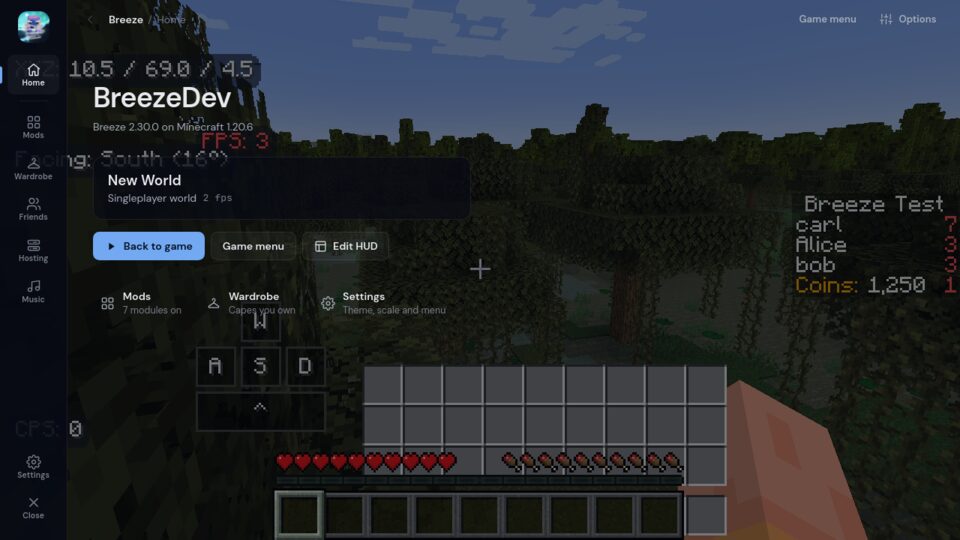 Breeze / Home
Game menu
Options
Home
XYZ: 10.5 / 69.0 / 4.5
BreezeDev
Breeze 2.30.0 on Minecraft 1.20.6
Mods
FPS: 3
Facing: South (16°)
Wardrobe
New World
Singleplayer world 2 fps
Friends
Breeze Test
carl 7
Alice 3
bob 3
Coins: 1,250 1
Hosting
Back to game
Game menu
Edit HUD
Music
Mods
7 modules on
Wardrobe
Capes you own
Settings
Theme, scale and menu
W
A S D
^
CPS: 0
Settings
Close